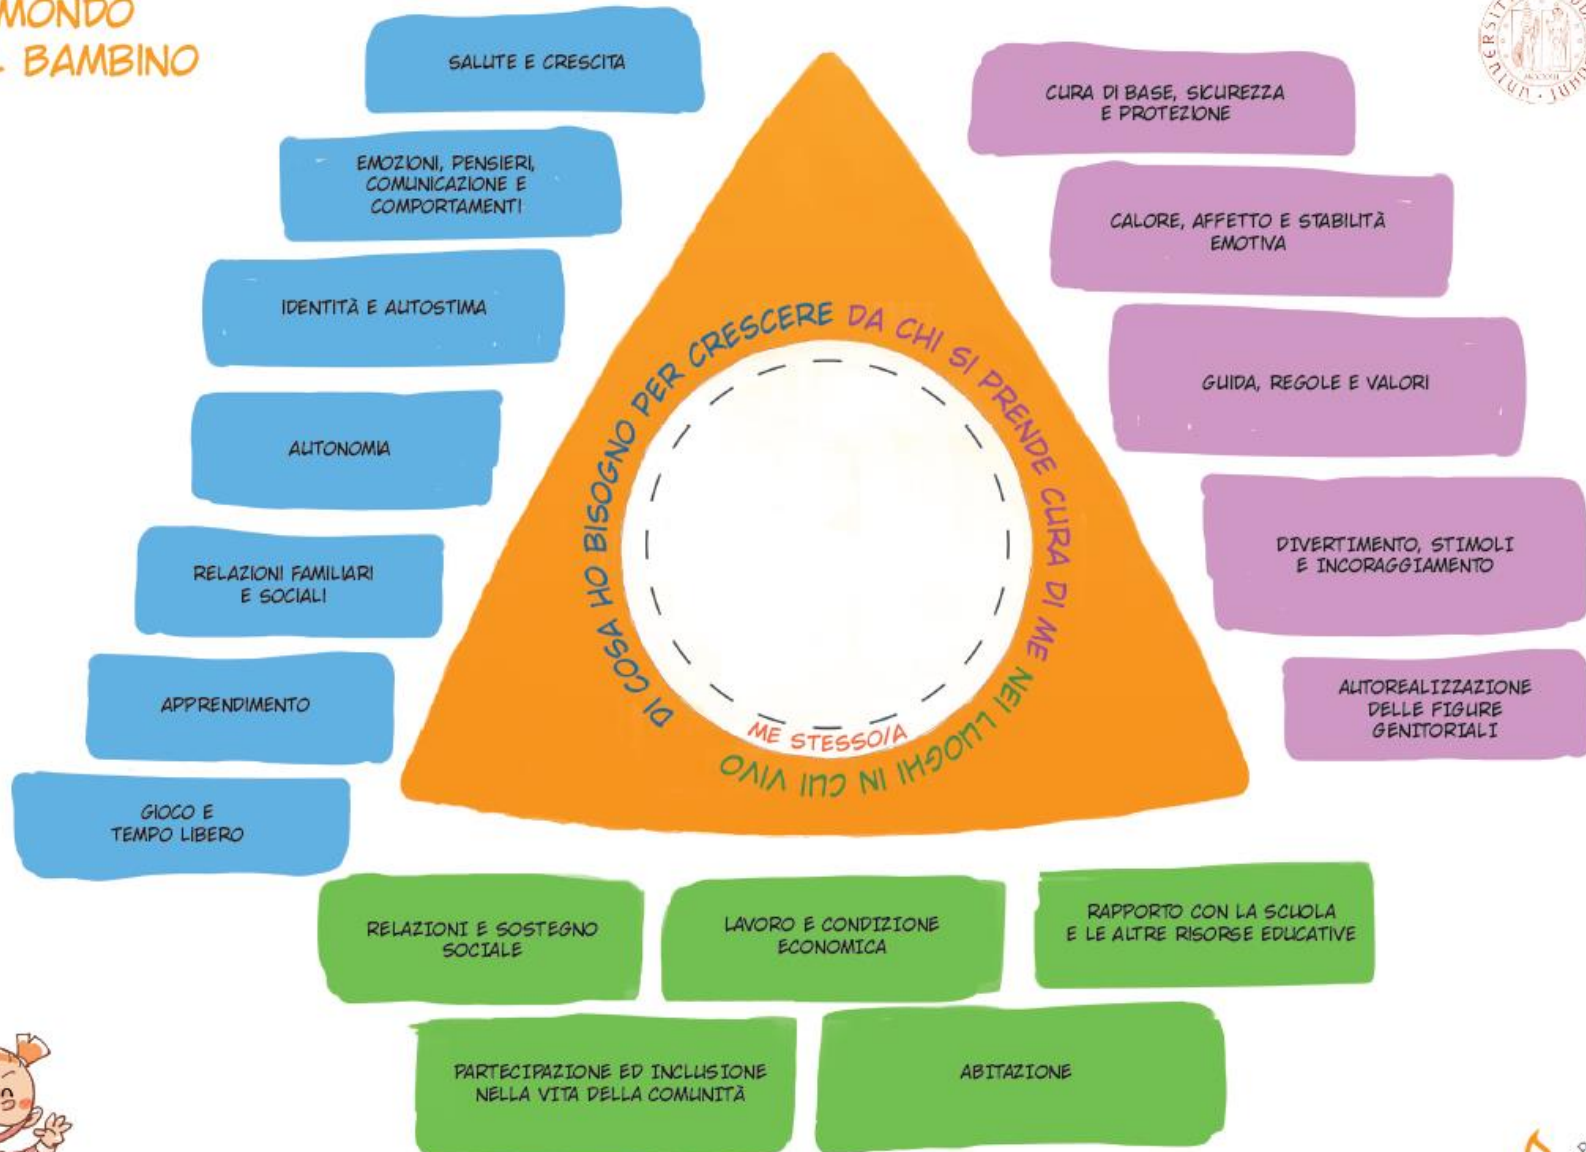 MONDO
BAMBINO
SALUTE E CRESCITA
EMOZIONI, PENSIERI,
COMUNICAZIONE E
COMPORTAMENTI
IDENTITÀ E AUTOSTIMA
AUTONOMIA
RELAZIONI FAMILIARI
E SOCIALI
APPRENDIMENTO
GIOCO E
TEMPO LIBERO
CURA DI BASE, SICUREZZA
E PROTEZIONE
CALORE, AFFETTO E STABILITÀ
EMOTIVA
GUIDA, REGOLE E VALORI
DIVERTIMENTO, STIMOLI
E INCORAGGIAMENTO
AUTOREALIZZAZIONE
DELLE FIGURE
GENITORIALI
DI COSA HO BISOGNO PER CRESCERE
DA CHI SI PRENDE CURA DI ME
NEI LUOGHI IN CUI VIVO
ME STESSO/A
RELAZIONI E SOSTEGNO
SOCIALE
LAVORO E CONDIZIONE
ECONOMICA
RAPPORTO CON LA SCUOLA
E LE ALTRE RISORSE EDUCATIVE
PARTECIPAZIONE ED INCLUSIONE
NELLA VITA DELLA COMUNITÀ
ABITAZIONE